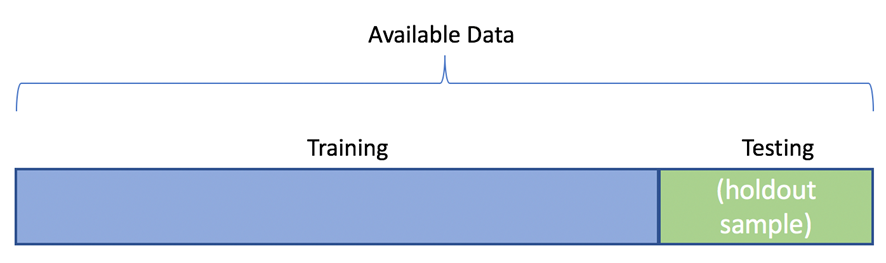 Available Data
Training
Testing
(holdout
sample)